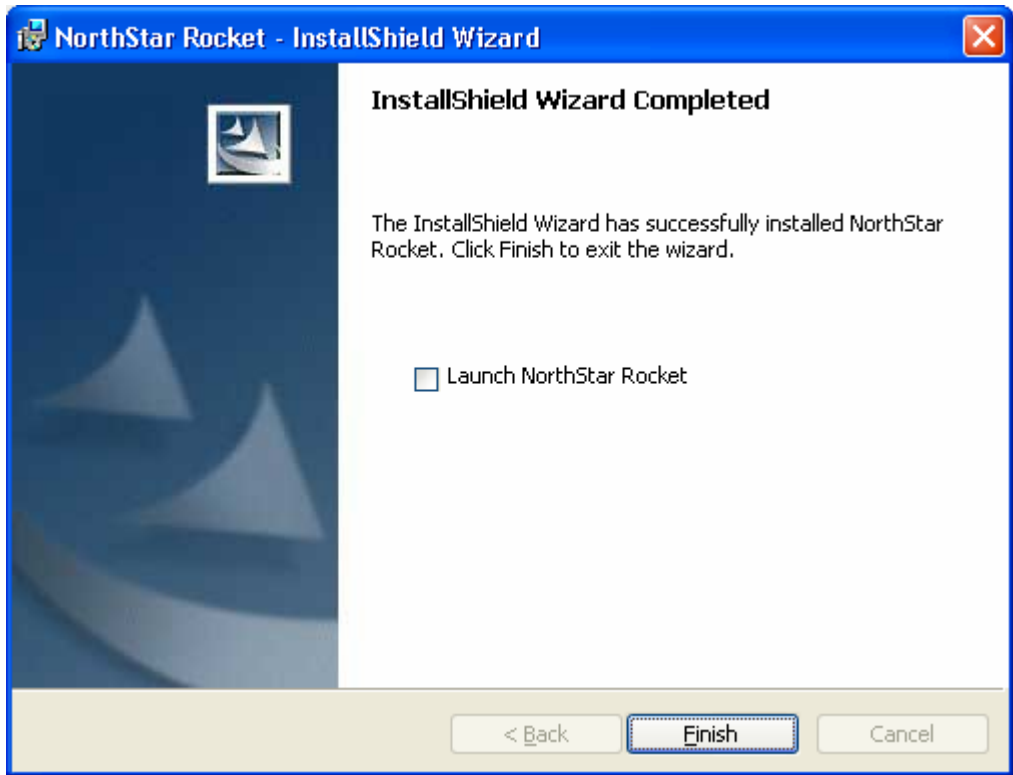 NorthStar Rocket - InstallShield Wizard
InstallShield Wizard Completed
The InstallShield Wizard has successfully installed NorthStar
Rocket. Click Finish to exit the wizard.
Launch NorthStar Rocket
< Back
Finish
Cancel